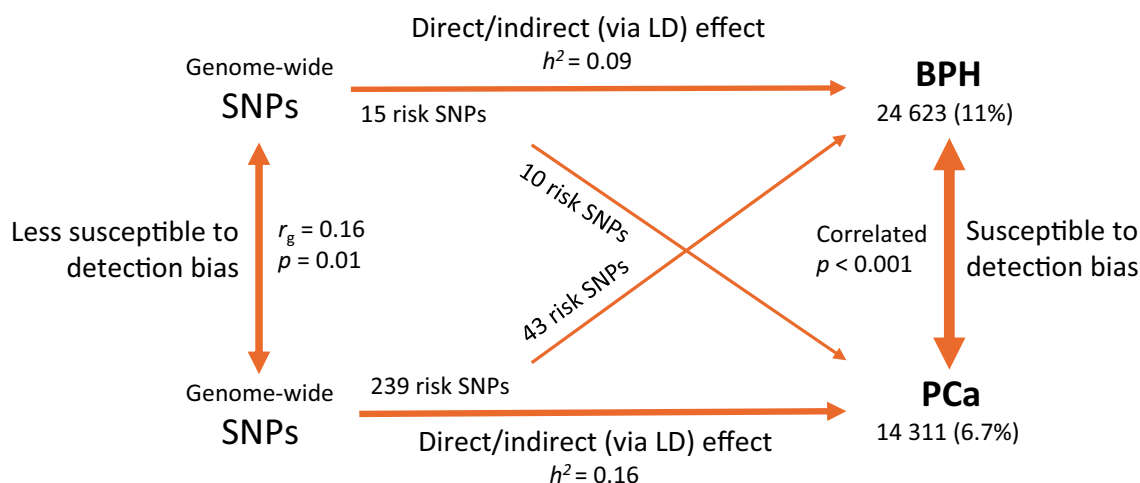 Direct/indirect (via LD) effect
h² = 0.09
Genome-wide
SNPs
15 risk SNPs
BPH
24 623 (11%)
10 risk SNPs
43 risk SNPs
Less susceptible to
detection bias
rg = 0.16
p = 0.01
Correlated
p < 0.001
Susceptible to
detection bias
Genome-wide
SNPs
239 risk SNPs
PCa
14 311 (6.7%)
Direct/indirect (via LD) effect
h² = 0.16